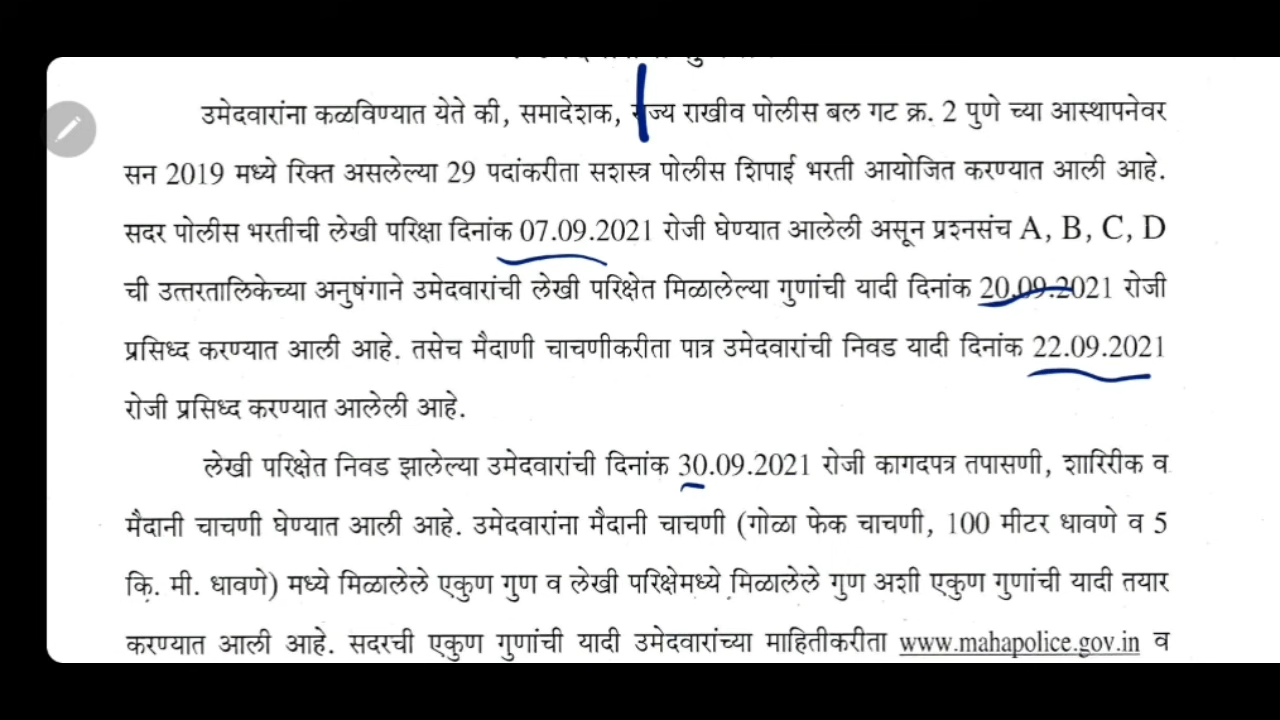 उमेदवारांना कळविण्यात येते की, समादेशक, राज्य राखीव पोलीस बल गट क्र. 2 पुणे च्या आस्थापनेवर
सन 2019 मध्ये रिक्त असलेल्या 29 पदांकरीता सशस्त्र पोलीस शिपाई भरती आयोजित करण्यात आली आहे.
सदर पोलीस भरतीची लेखी परिक्षा दिनांक 07.09.2021 रोजी घेण्यात आलेली असून प्रश्नसंच A, B, C, D
ची उत्तरतालिकेच्या अनुषंगाने उमेदवारांची लेखी परिक्षेत मिळालेल्या गुणांची यादी दिनांक 20.09.2021 रोजी
प्रसिध्द करण्यात आली आहे. तसेच मैदाणी चाचणीकरीता पात्र उमेदवारांची निवड यादी दिनांक 22.09.2021
रोजी प्रसिध्द करण्यात आलेली आहे.
लेखी परिक्षेत निवड झालेल्या उमेदवारांची दिनांक 30.09.2021 रोजी कागदपत्र तपासणी, शारिरीक व
मैदानी चाचणी घेण्यात आली आहे. उमेदवारांना मैदानी चाचणी (गोळा फेक चाचणी, 100 मीटर धावणे व 5
कि. मी. धावणे) मध्ये मिळालेले एकुण गुण व लेखी परिक्षेमध्ये मिळालेले गुण अशी एकुण गुणांची यादी तयार
करण्यात आली आहे. सदरची एकुण गुणांची यादी उमेदवारांच्या माहितीकरीता www.mahapolice.gov.in व